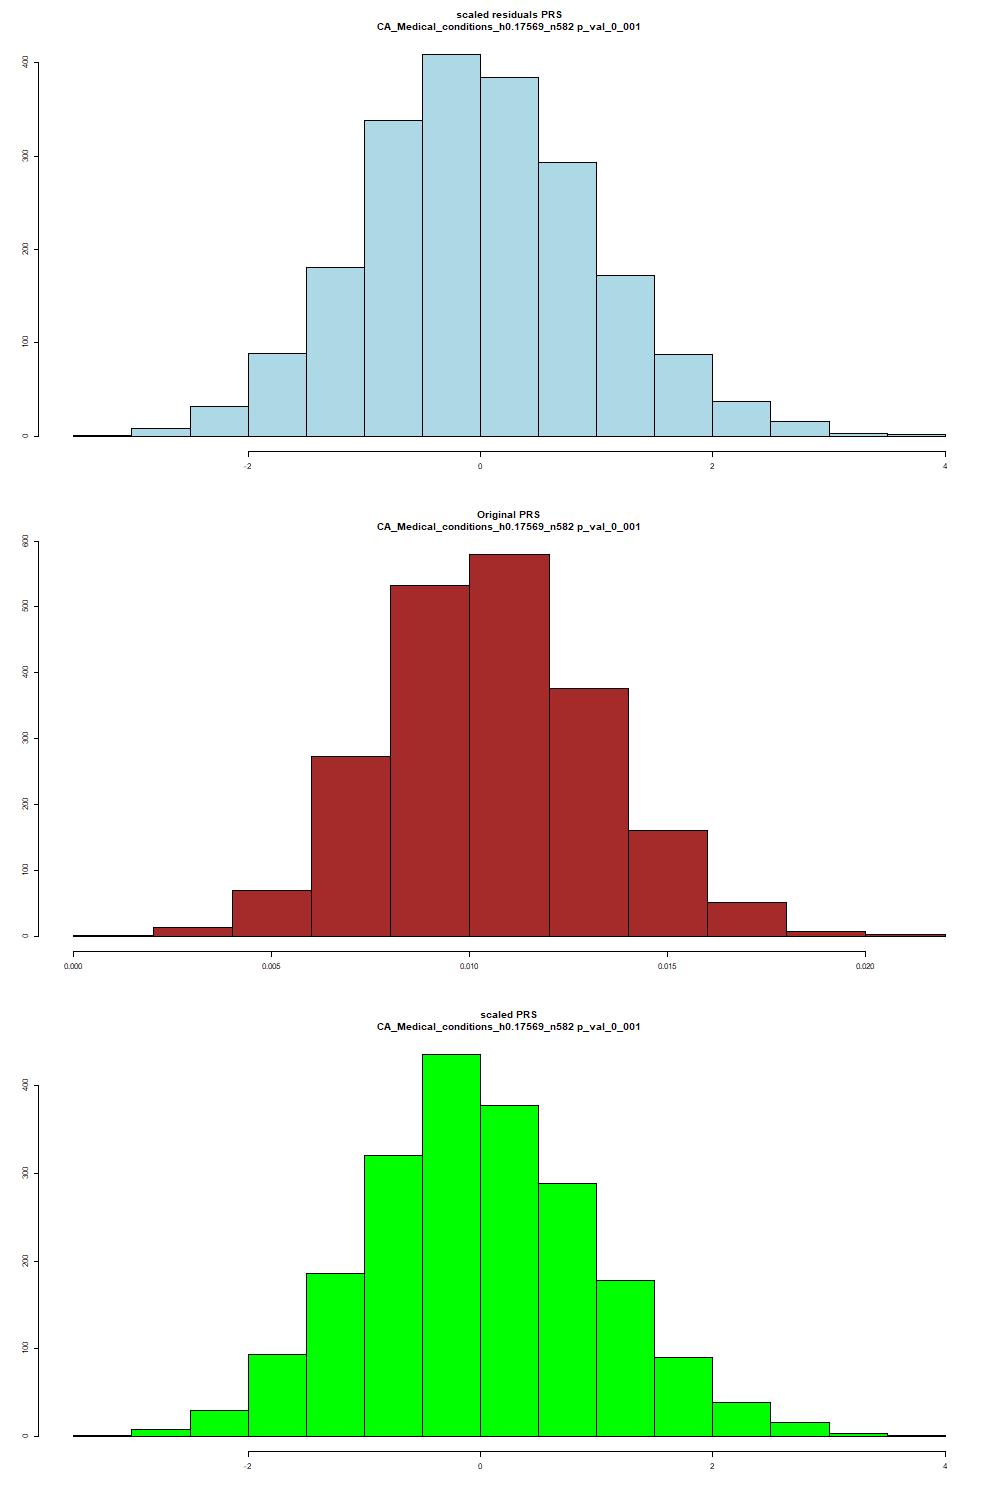 scaled residuals PRS
CA_Medical_conditions_h0.17569_n582 p_val_0_001
400
300
200
100
0
-2 0 2 4
Original PRS
CA_Medical_conditions_h0.17569_n582 p_val_0_001
600
500
400
300
200
100
0
0.000 0.005 0.010 0.015 0.020
scaled PRS
CA_Medical_conditions_h0.17569_n582 p_val_0_001
400
300
200
100
0
-2 0 2 4